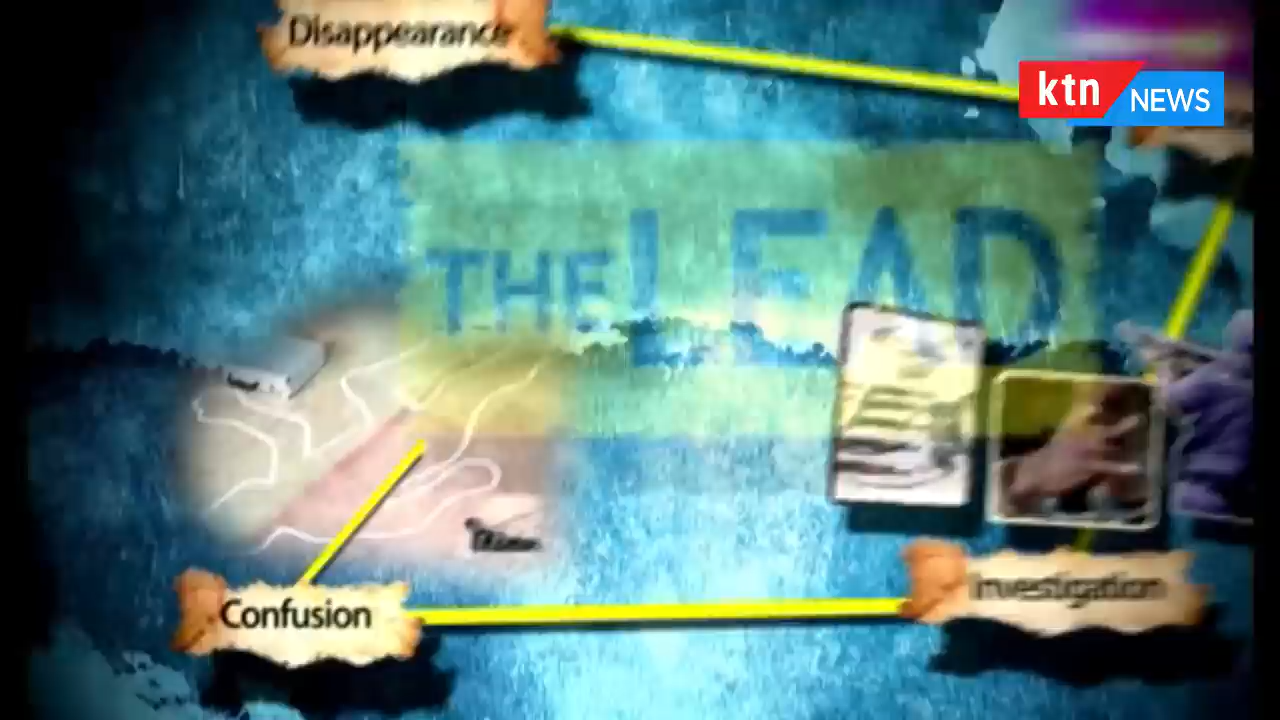 Disappearance
ktn NEWS
THE LEAD
Confusion
Investigation